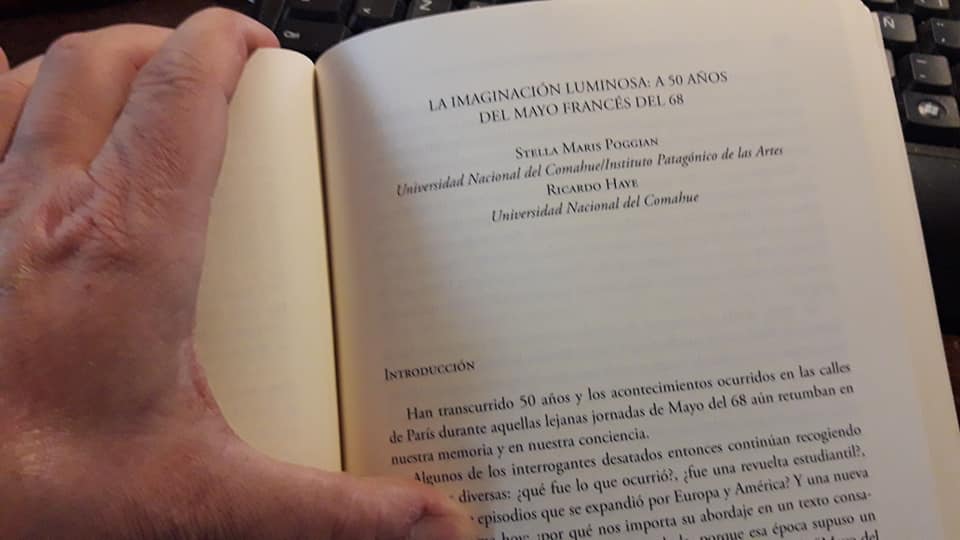 LA IMAGINACIÓN LUMINOSA: A 50 AÑOS
DEL MAYO FRANCÉS DEL 68
STELLA MARIS POGGIAN
Universidad Nacional del Comahue/Instituto Patagónico de las Artes
RICARDO HAYE
Universidad Nacional del Comahue
INTRODUCCIÓN
Han transcurrido 50 años y los acontecimientos ocurridos en las calles
de París durante aquellas lejanas jornadas de Mayo del 68 aún retumban en
nuestra memoria y en nuestra conciencia.
Algunos de los interrogantes desatados entonces continúan recogiendo
diversas: ¿qué fue lo que ocurrió?, ¿fue una revuelta estudiantil?,
episodios que se expandió por Europa y América? Y una nueva
hoy: ¿por qué nos importa su abordaje en un texto consa-
porque esa época supuso un
Mayo del
Ñ